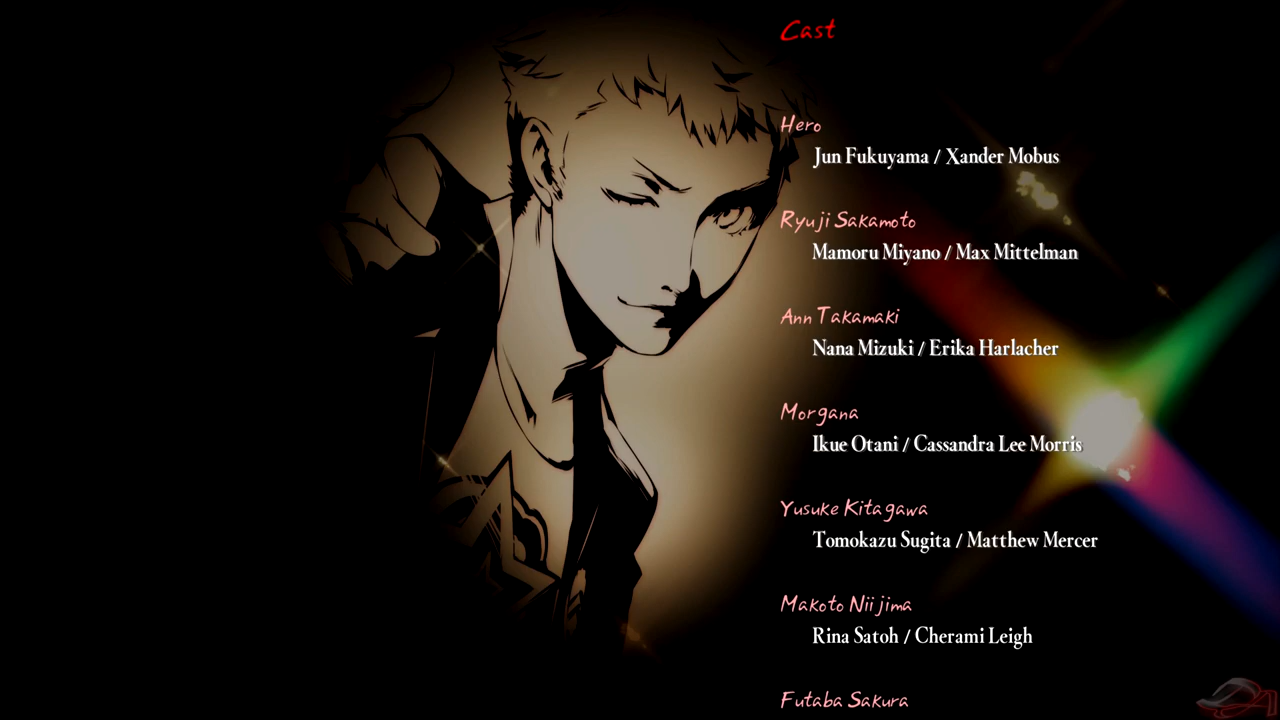 Cast
Hero
Jun Fukuyama / Xander Mobus
Ryuji Sakamoto
Mamoru Miyano / Max Mittelman
Ann Takamaki
Nana Mizuki / Erika Harlacher
Morgana
Ikue Otani / Cassandra Lee Morris
Yusuke Kitagawa
Tomokazu Sugita / Matthew Mercer
Makoto Niijima
Rina Satoh / Cherami Leigh
Futaba Sakura